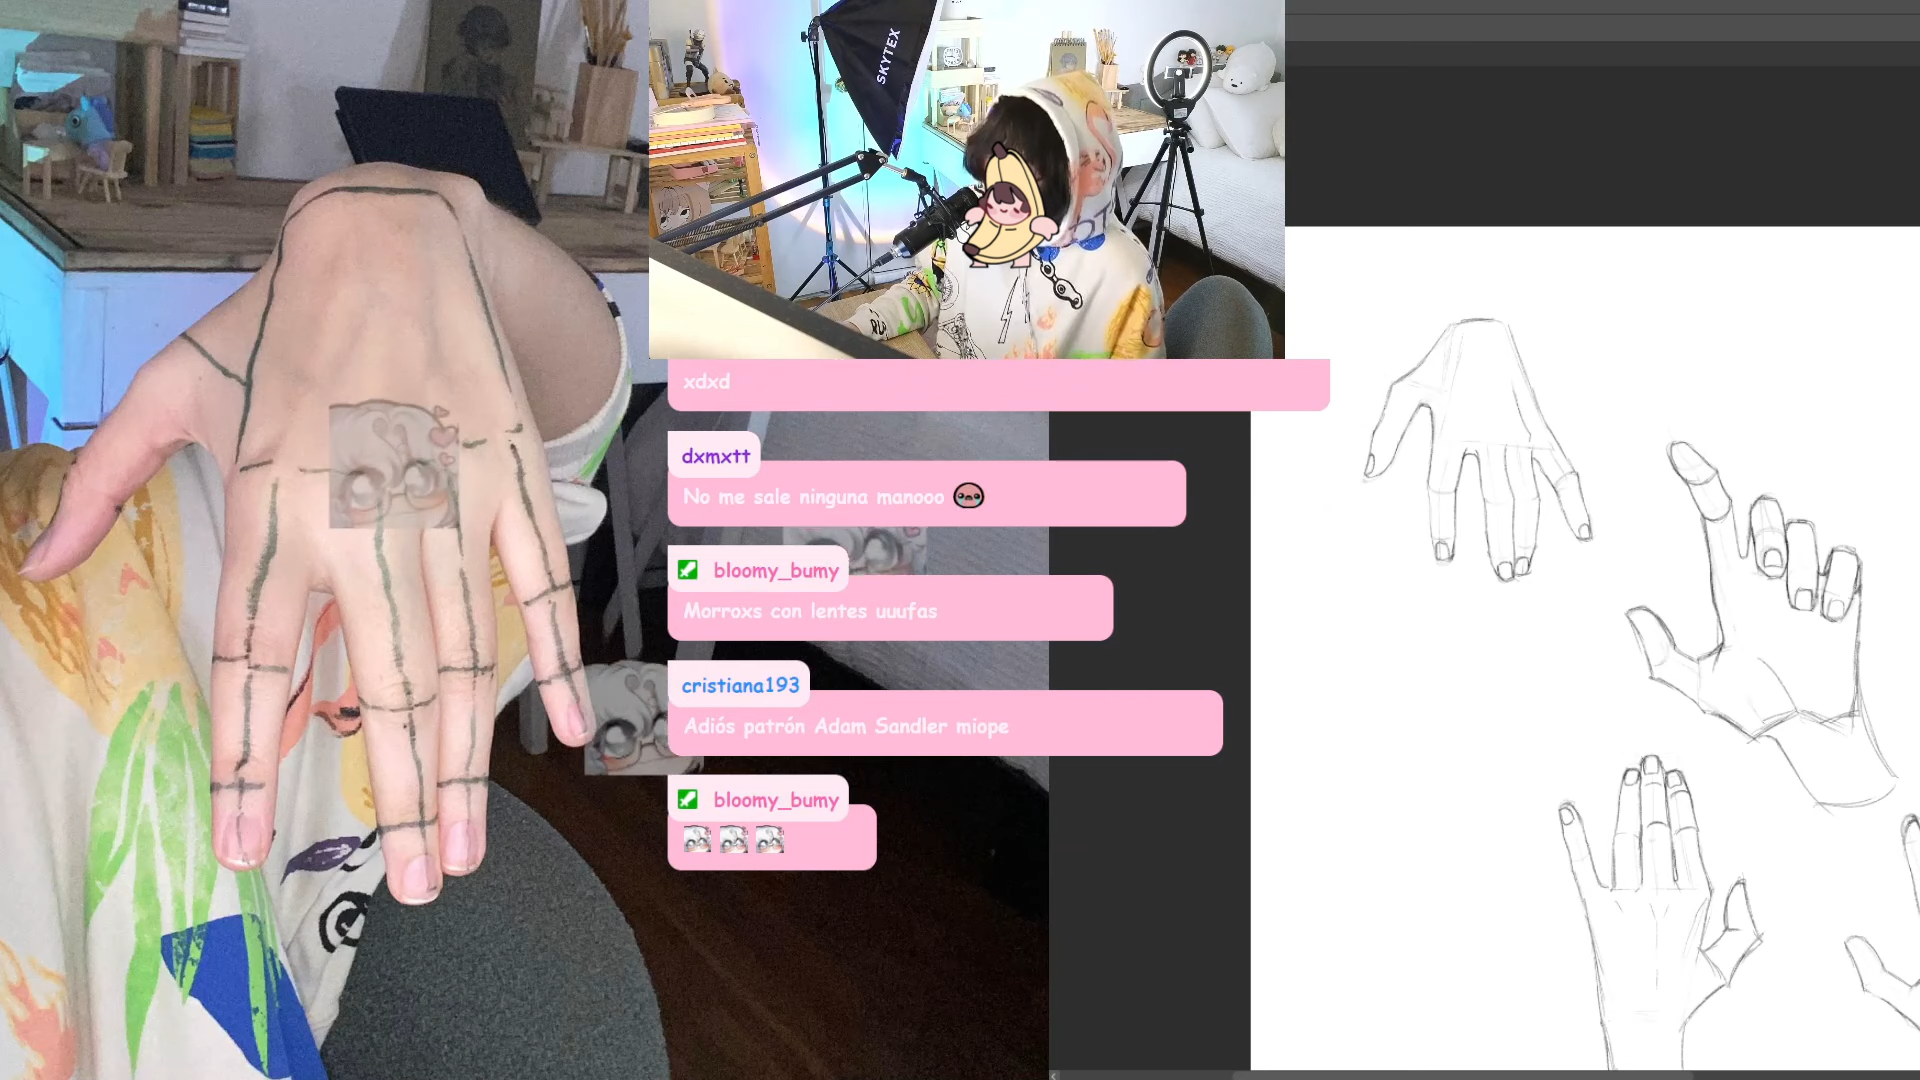 SKYTEX
xdxd
dxmxtt
No me sale ninguna manooo
bloomy_bumy
Morroxs con lentes uuufas
cristiana193
Adiós patrón Adam Sandler miope
bloomy_bumy